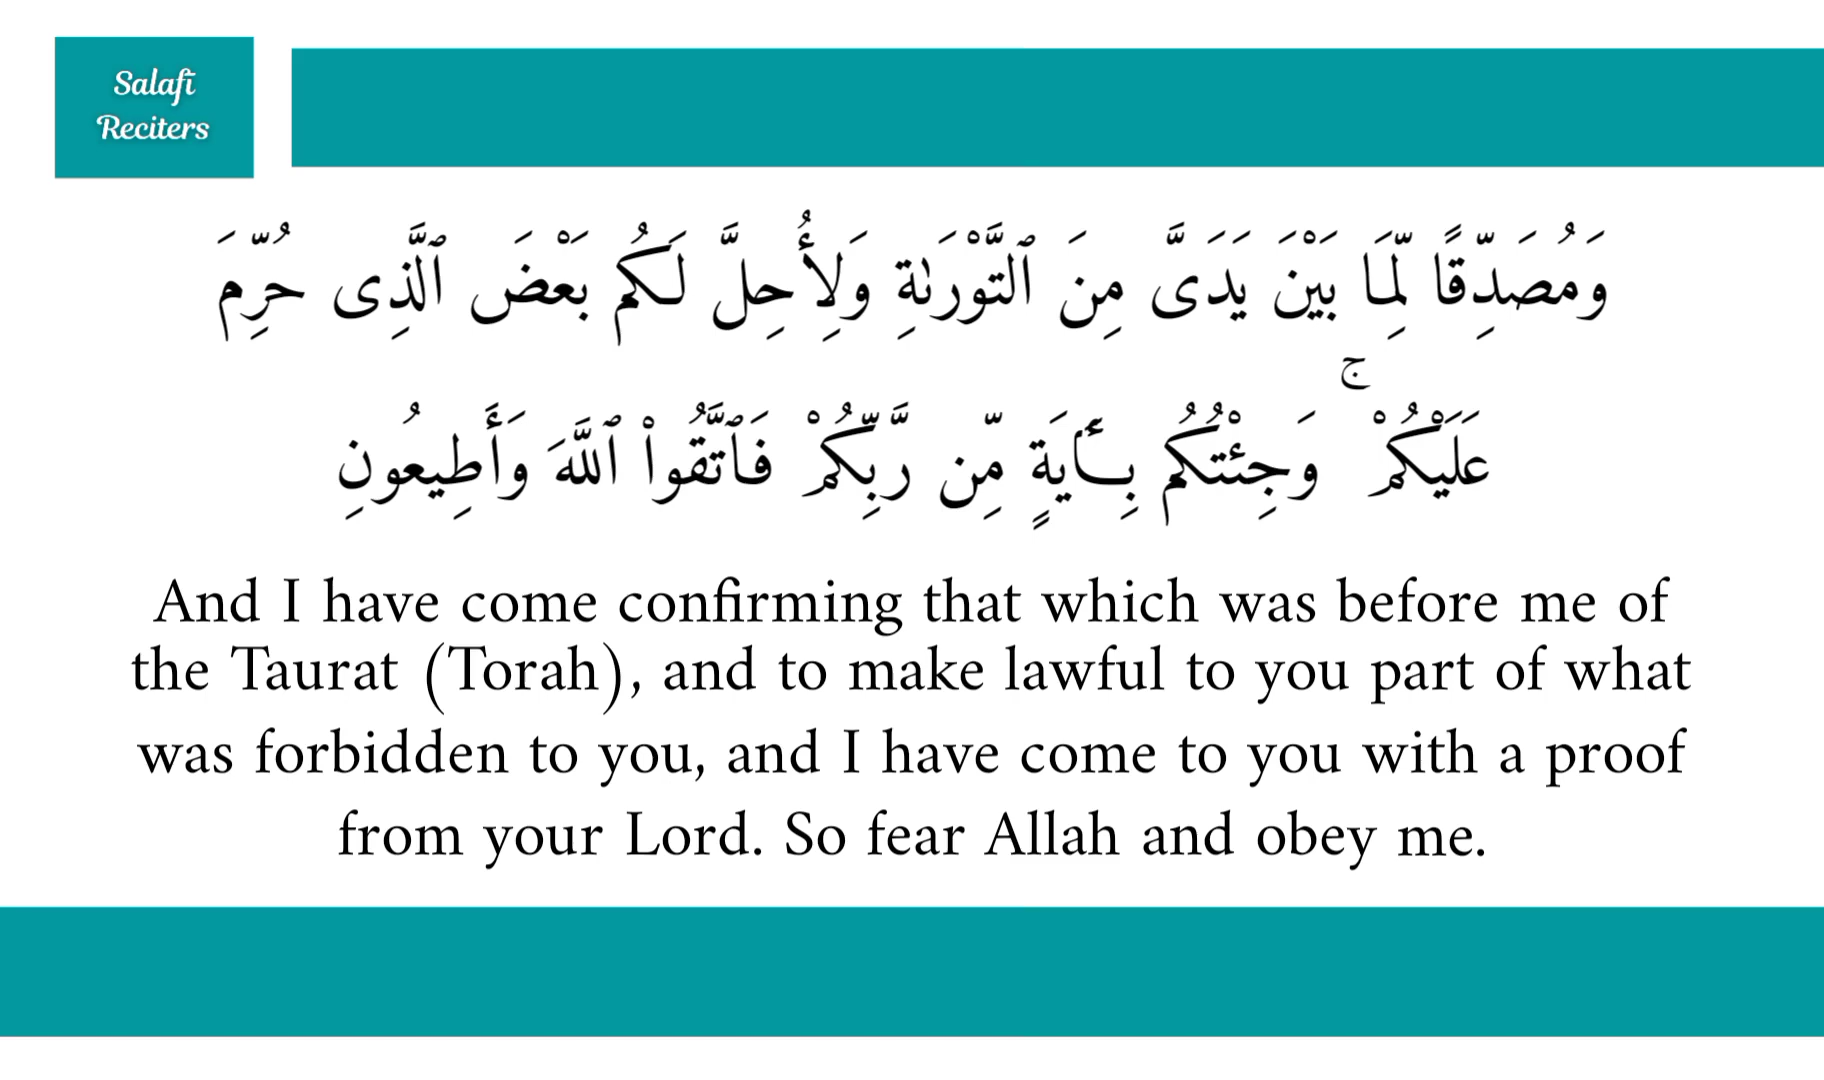 Salafi
Reciters
وَمُصَدِّقًا لِّمَا بَيْنَ يَدَىَّ مِنَ ٱلتَّوْرَىٰةِ وَلِأُحِلَّ لَكُم بَعْضَ ٱلَّذِى حُرِّمَ
عَلَيْكُمْ ۚ وَجِئْتُكُم بِـَٔايَةٍ مِّن رَّبِّكُمْ فَٱتَّقُوا۟ ٱللَّهَ وَأَطِيعُونِ
And I have come confirming that which was before me of
the Taurat (Torah), and to make lawful to you part of what
was forbidden to you, and I have come to you with a proof
from your Lord. So fear Allah and obey me.